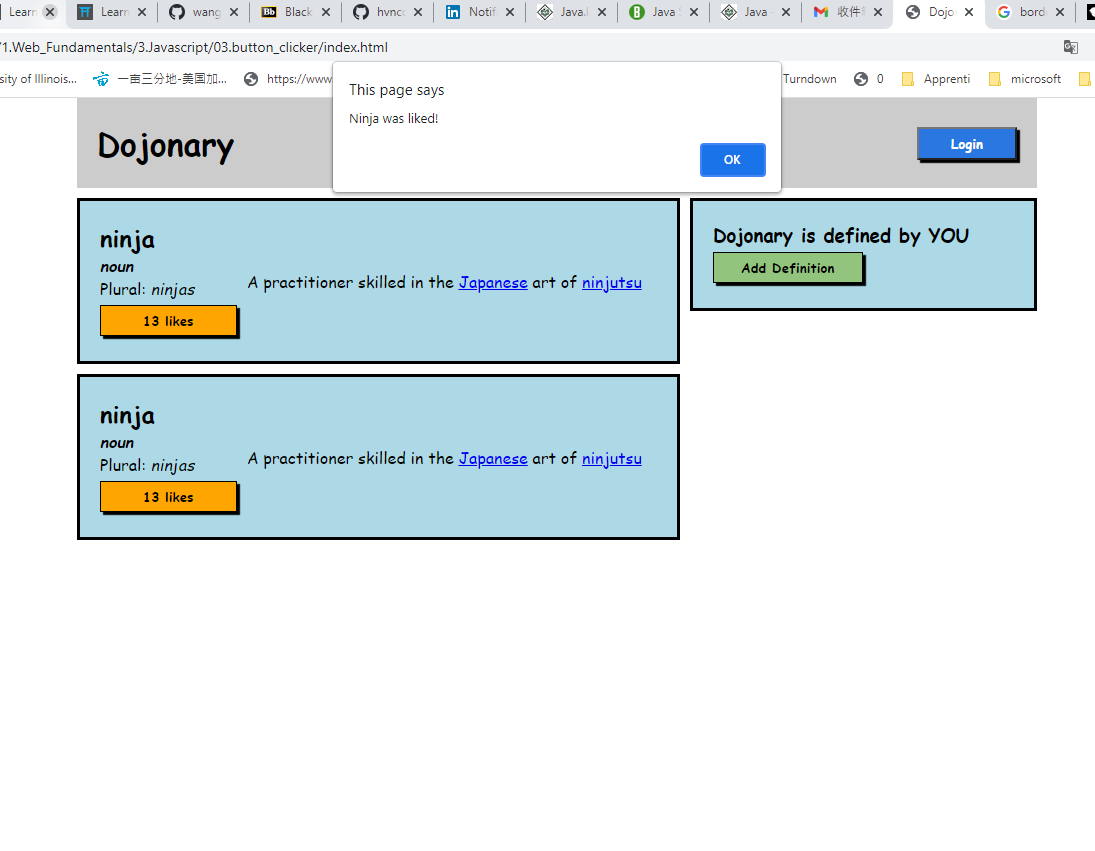 Learn Learn wang Black hvnco Notif Java. Java Java 收件 Dojo bord
/1.Web_Fundamentals/3.Javascript/03.button_clicker/index.html
sity of Illinois... 一亩三分地-美国加... https://www Turndown 0 Apprenti microsoft
This page says
Ninja was liked!
OK
Dojonary
Login
ninja
noun
Plural: ninjas
A practitioner skilled in the Japanese art of ninjutsu
13 likes
Dojonary is defined by YOU
Add Definition
ninja
noun
Plural: ninjas
A practitioner skilled in the Japanese art of ninjutsu
13 likes